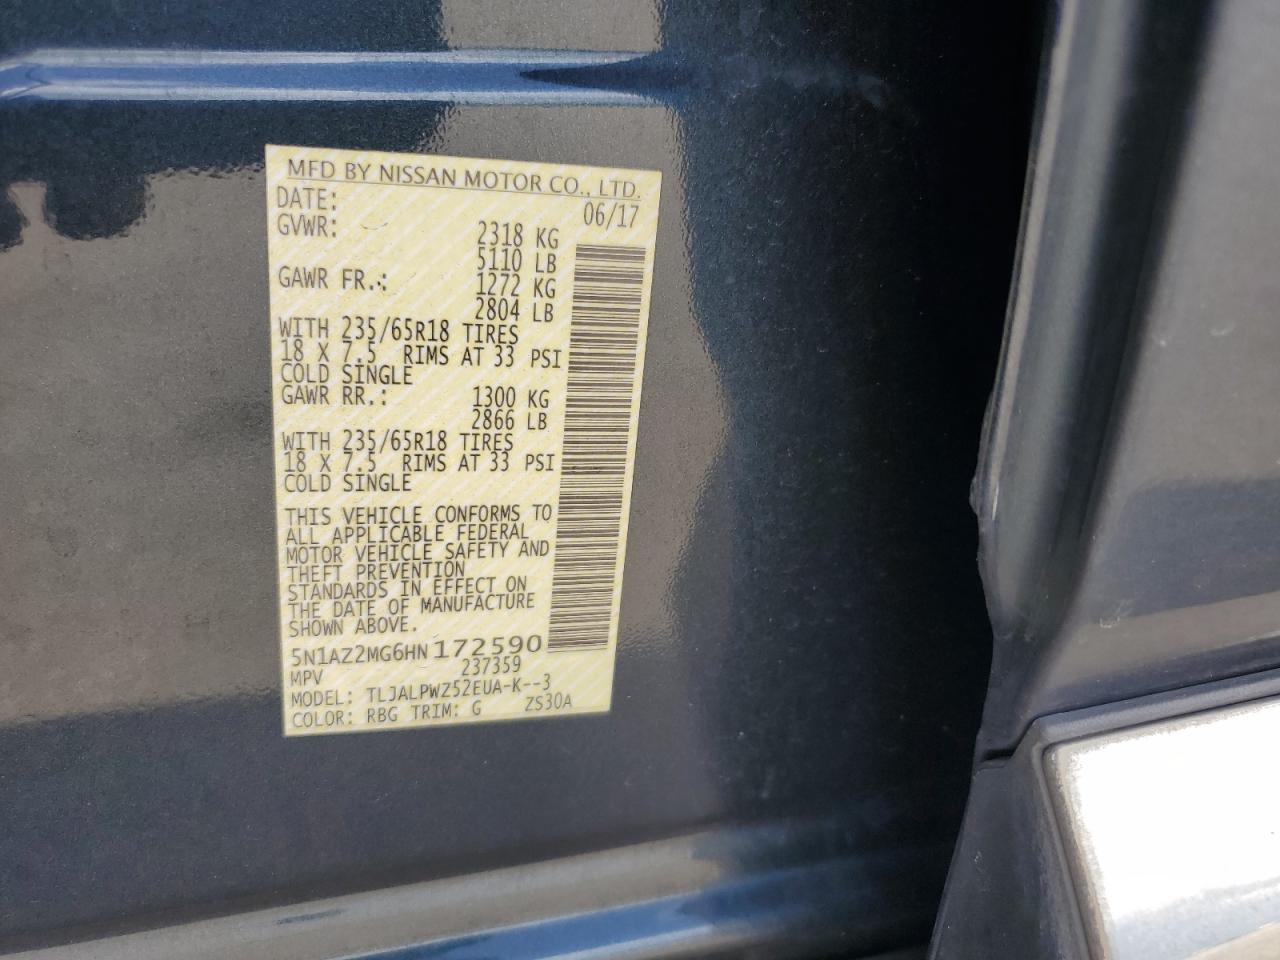 MFD BY NISSAN MOTOR CO., LTD.
DATE: 06/17
GVWR: 2318 KG
5110 LB
GAWR FR.: 1272 KG
2804 LB
WITH 235/65R18 TIRES
18 X 7.5 RIMS AT 33 PSI
COLD SINGLE
GAWR RR.: 1300 KG
2866 LB
WITH 235/65R18 TIRES
18 X 7.5 RIMS AT 33 PSI
COLD SINGLE
THIS VEHICLE CONFORMS TO
ALL APPLICABLE FEDERAL
MOTOR VEHICLE SAFETY AND
THEFT PREVENTION
STANDARDS IN EFFECT ON
THE DATE OF MANUFACTURE
SHOWN ABOVE.
5N1AZ2MG6HN172590
MPV 237359
MODEL: TLJALPWZ52EUA-K--3
COLOR: RBG TRIM: G ZS30A